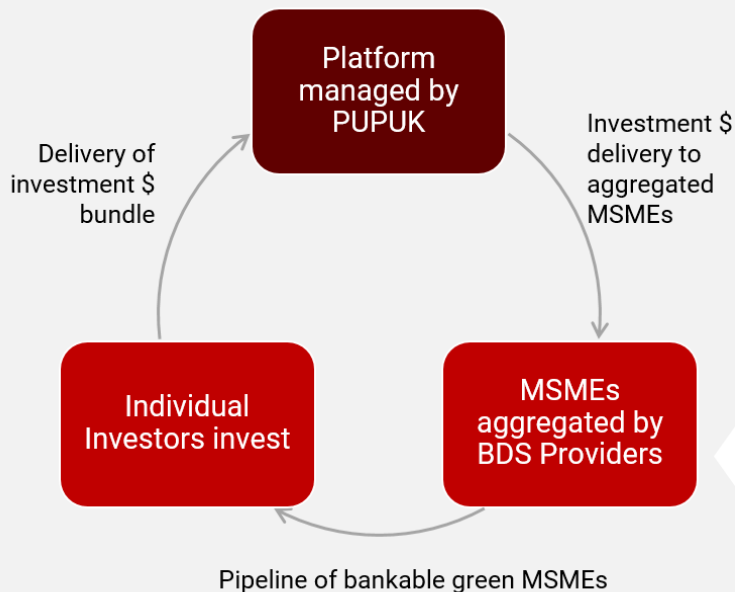 Platform
managed by
PUPUK
Investment $
delivery to
aggregated
MSMEs
Delivery of
investment $
bundle
Individual
Investors invest
MSMEs
aggregated by
BDS Providers
Pipeline of bankable green MSMEs